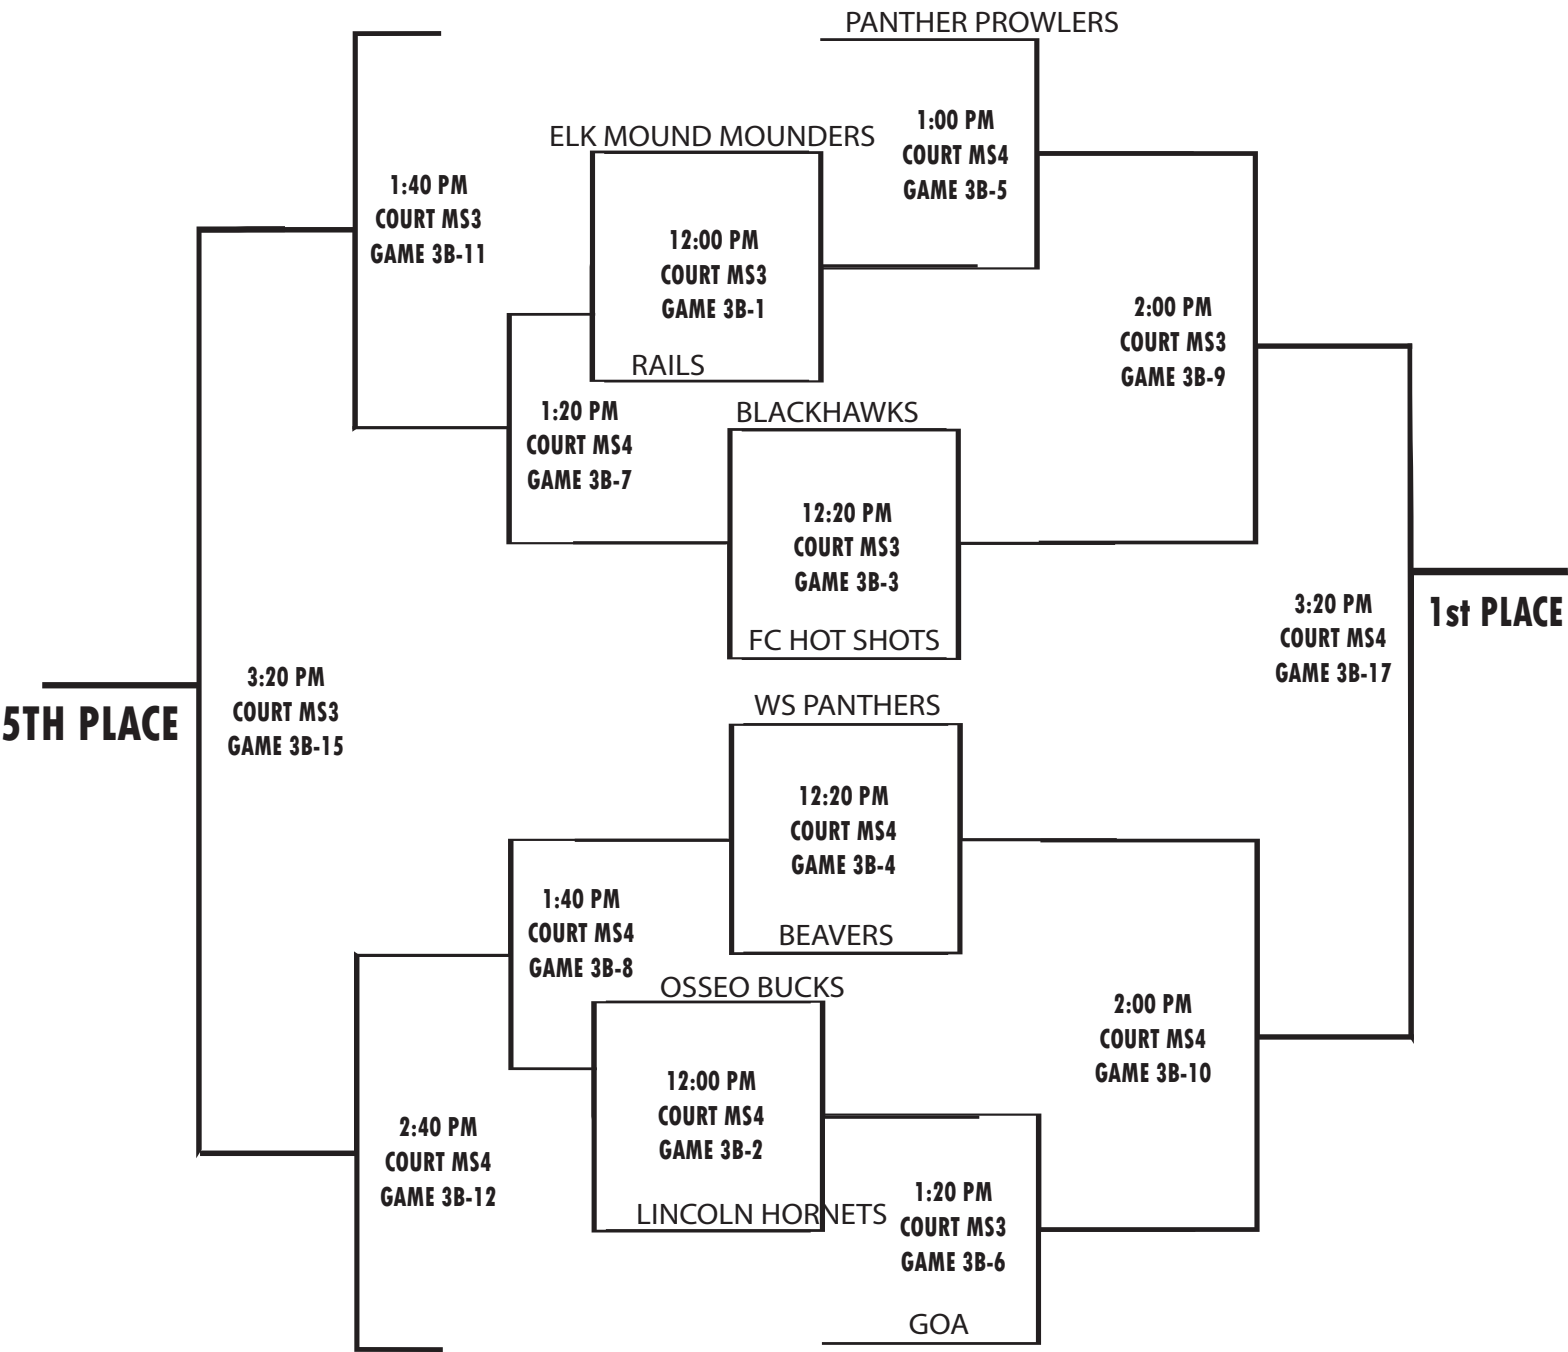 PANTHER PROWLERS
1:00 PM
COURT MS4
GAME 3B-5
ELK MOUND MOUNDERS
1:40 PM
COURT MS3
GAME 3B-11
12:00 PM
COURT MS3
GAME 3B-1
RAILS
2:00 PM
COURT MS3
GAME 3B-9
1:20 PM
COURT MS4
GAME 3B-7
BLACKHAWKS
12:20 PM
COURT MS3
GAME 3B-3
FC HOT SHOTS
3:20 PM
COURT MS4
GAME 3B-17
1st PLACE
3:20 PM
COURT MS3
GAME 3B-15
5TH PLACE
WS PANTHERS
12:20 PM
COURT MS4
GAME 3B-4
BEAVERS
1:40 PM
COURT MS4
GAME 3B-8
OSSEO BUCKS
12:00 PM
COURT MS4
GAME 3B-2
LINCOLN HORNETS
2:00 PM
COURT MS4
GAME 3B-10
2:40 PM
COURT MS4
GAME 3B-12
1:20 PM
COURT MS3
GAME 3B-6
GOA